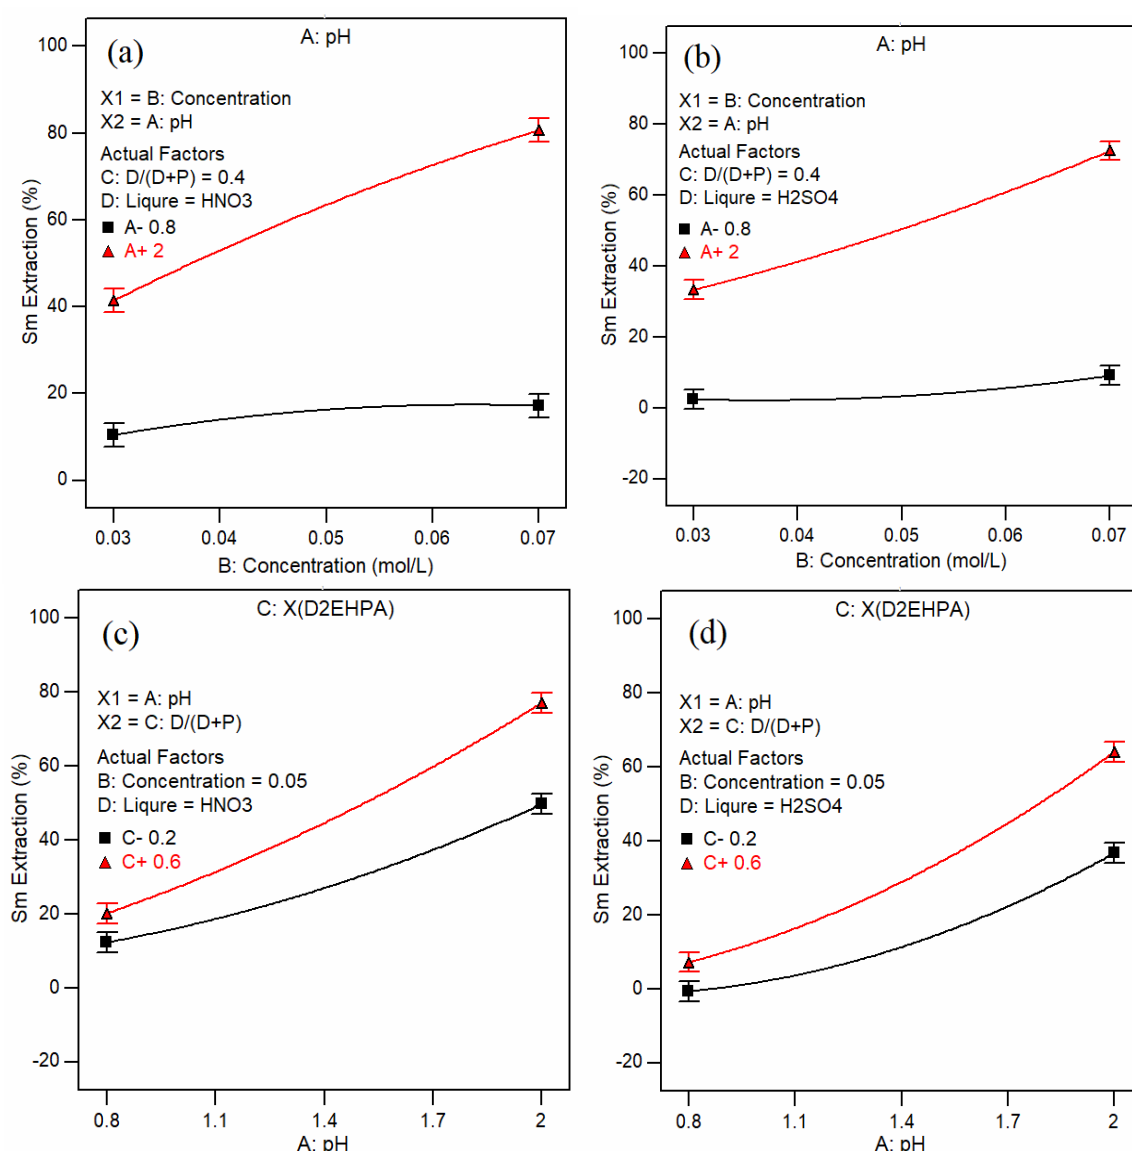 A: pH
(a)
X1 = B: Concentration
X2 = A: pH
Actual Factors
C: D/(D+P) = 0.4
D: Liqure = HNO3
A- 0.8
A+ 2
Sm Extraction (%)
100
80
60
40
20
0
0.03 0.04 0.05 0.06 0.07
B: Concentration (mol/L)
A: pH
(b)
X1 = B: Concentration
X2 = A: pH
Actual Factors
C: D/(D+P) = 0.4
D: Liqure = H2SO4
A- 0.8
A+ 2
Sm Extraction (%)
100
80
60
40
20
0
-20
0.03 0.04 0.05 0.06 0.07
B: Concentration (mol/L)
C: X(D2EHPA)
(c)
X1 = A: pH
X2 = C: D/(D+P)
Actual Factors
B: Concentration = 0.05
D: Liqure = HNO3
C- 0.2
C+ 0.6
Sm Extraction (%)
100
80
60
40
20
0
-20
0.8 1.1 1.4 1.7 2
A: pH
C: X(D2EHPA)
(d)
X1 = A: pH
X2 = C: D/(D+P)
Actual Factors
B: Concentration = 0.05
D: Liqure = H2SO4
C- 0.2
C+ 0.6
Sm Extraction (%)
100
80
60
40
20
0
-20
0.8 1.1 1.4 1.7 2
A: pH